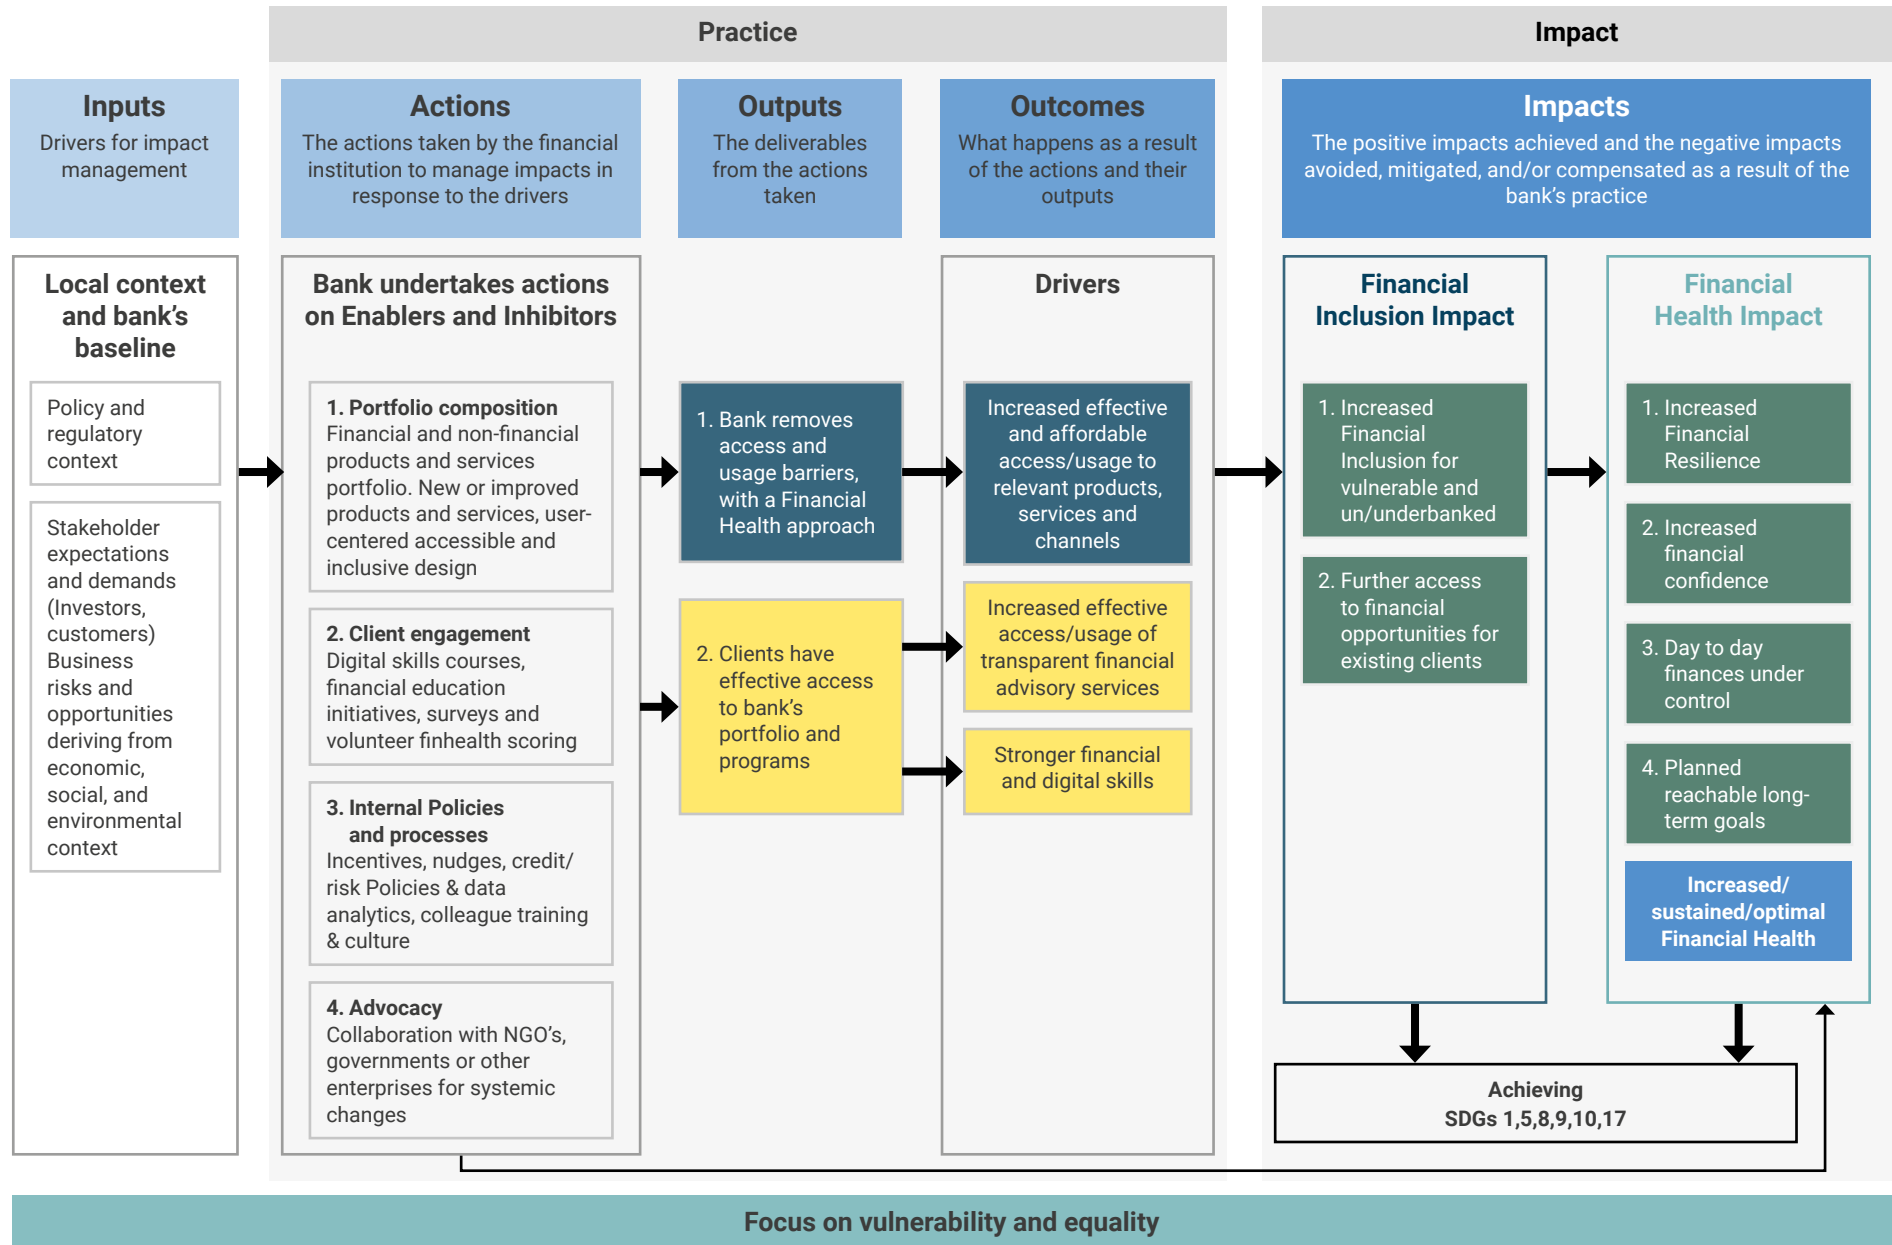 Practice
Impact
Inputs
Drivers for impact
management
Actions
The actions taken by the financial
institution to manage impacts in
response to the drivers
Outputs
The deliverables
from the actions
taken
Outcomes
What happens as a result
of the actions and their
outputs
Impacts
The positive impacts achieved and the negative impacts
avoided, mitigated, and/or compensated as a result of the
bank’s practice
Local context
and bank’s
baseline
Policy and
regulatory
context
Stakeholder
expectations
and demands
(Investors,
customers)
Business
risks and
opportunities
deriving from
economic,
social, and
environmental
context
Bank undertakes actions
on Enablers and Inhibitors
1. Portfolio composition
Financial and non-financial
products and services
portfolio. New or improved
products and services, user-
centered accessible and
inclusive design
2. Client engagement
Digital skills courses,
financial education
initiatives, surveys and
volunteer finhealth scoring
3. Internal Policies
and processes
Incentives, nudges, credit/
risk Policies & data
analytics, colleague training
& culture
4. Advocacy
Collaboration with NGO’s,
governments or other
enterprises for systemic
changes
1. Bank removes
access and
usage barriers,
with a Financial
Health approach
2. Clients have
effective access
to bank’s
portfolio and
programs
Drivers
Increased effective
and affordable
access/usage to
relevant products,
services and
channels
Increased effective
access/usage of
transparent financial
advisory services
Stronger financial
and digital skills
Financial
Inclusion Impact
1. Increased
Financial
Inclusion for
vulnerable and
un/underbanked
2. Further access
to financial
opportunities for
existing clients
Financial
Health Impact
1. Increased
Financial
Resilience
2. Increased
financial
confidence
3. Day to day
finances under
control
4. Planned
reachable long-
term goals
Increased/
sustained/optimal
Financial Health
Achieving
SDGs 1,5,8,9,10,17
Focus on vulnerability and equality